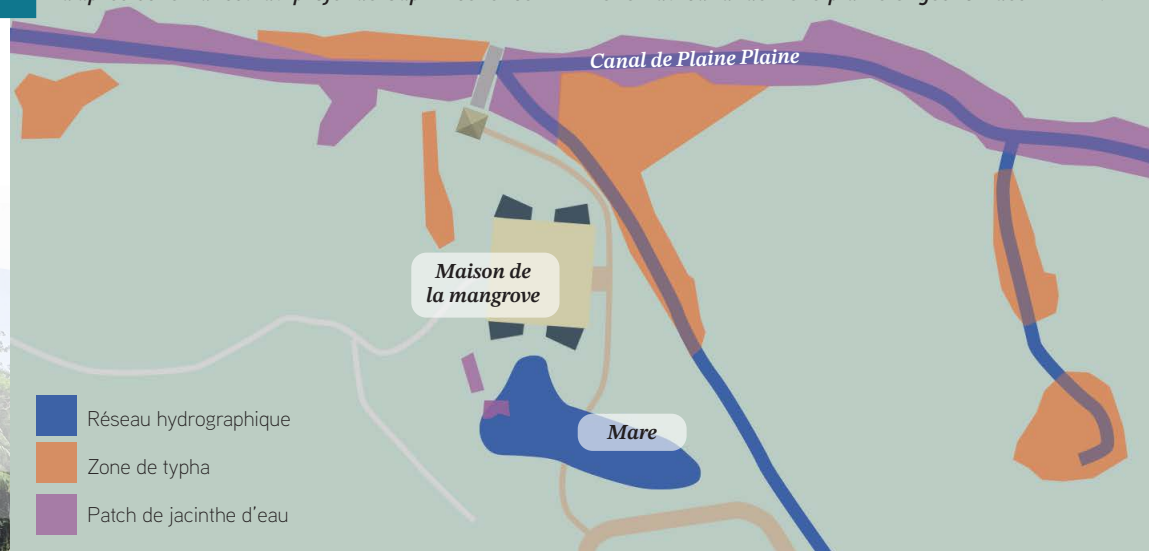 Canal de Plaine Plaine
Maison de
la mangrove
Mare
Réseau hydrographique
Zone de typha
Patch de jacinthe d'eau